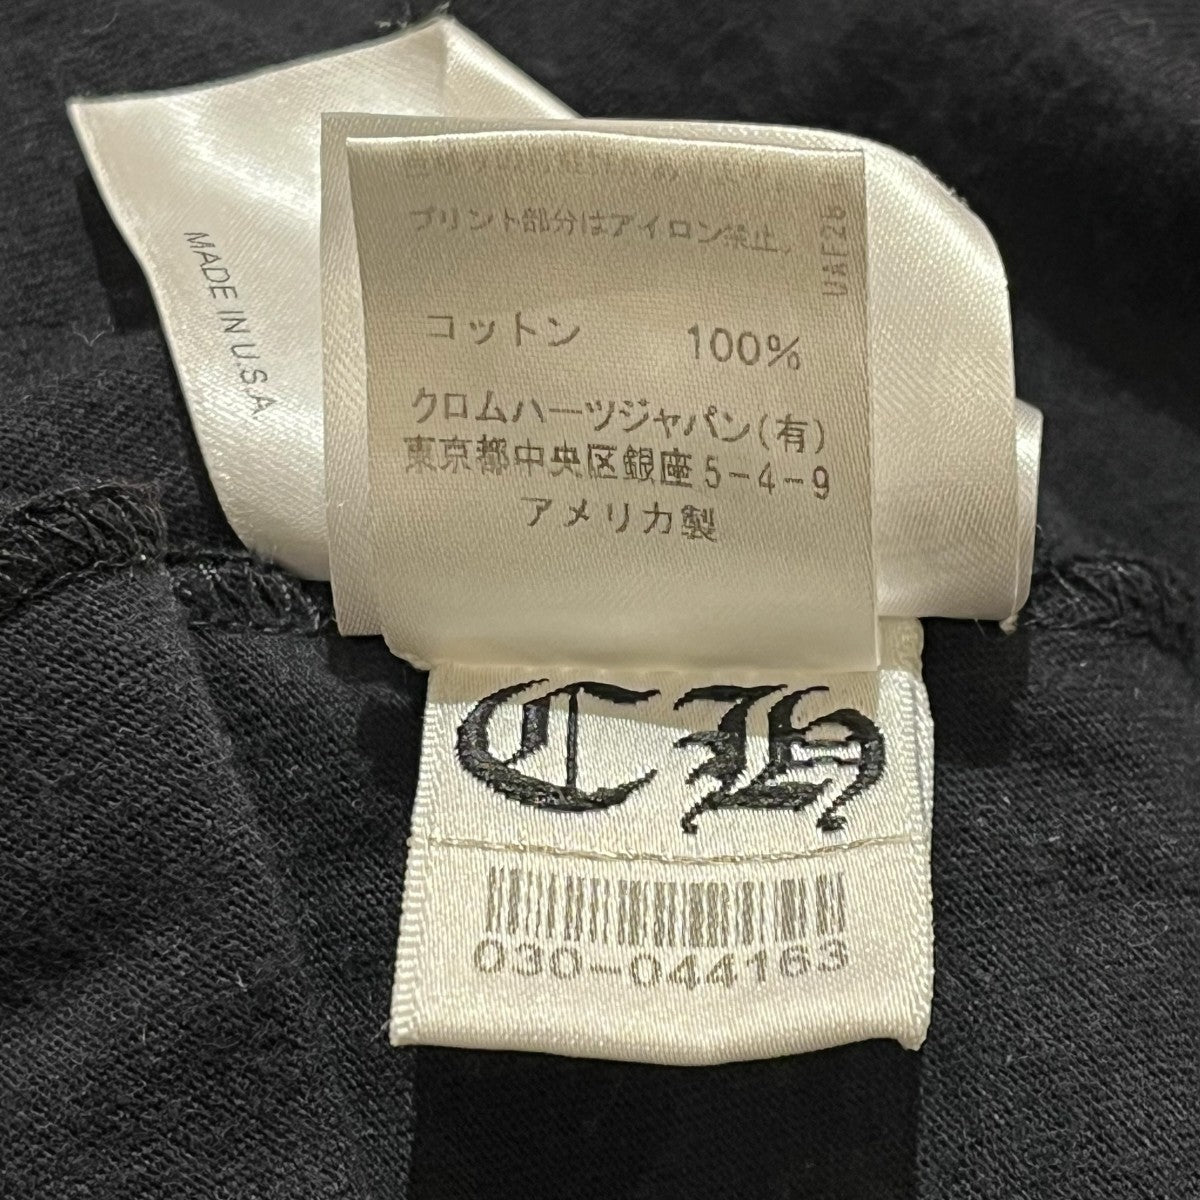 MADE IN U.S.A
プリント部分はアイロン禁止。
コットン 100%
クロムハーツジャパン(有)
東京都中央区銀座5-4-9
アメリカ製
CH
030-044163